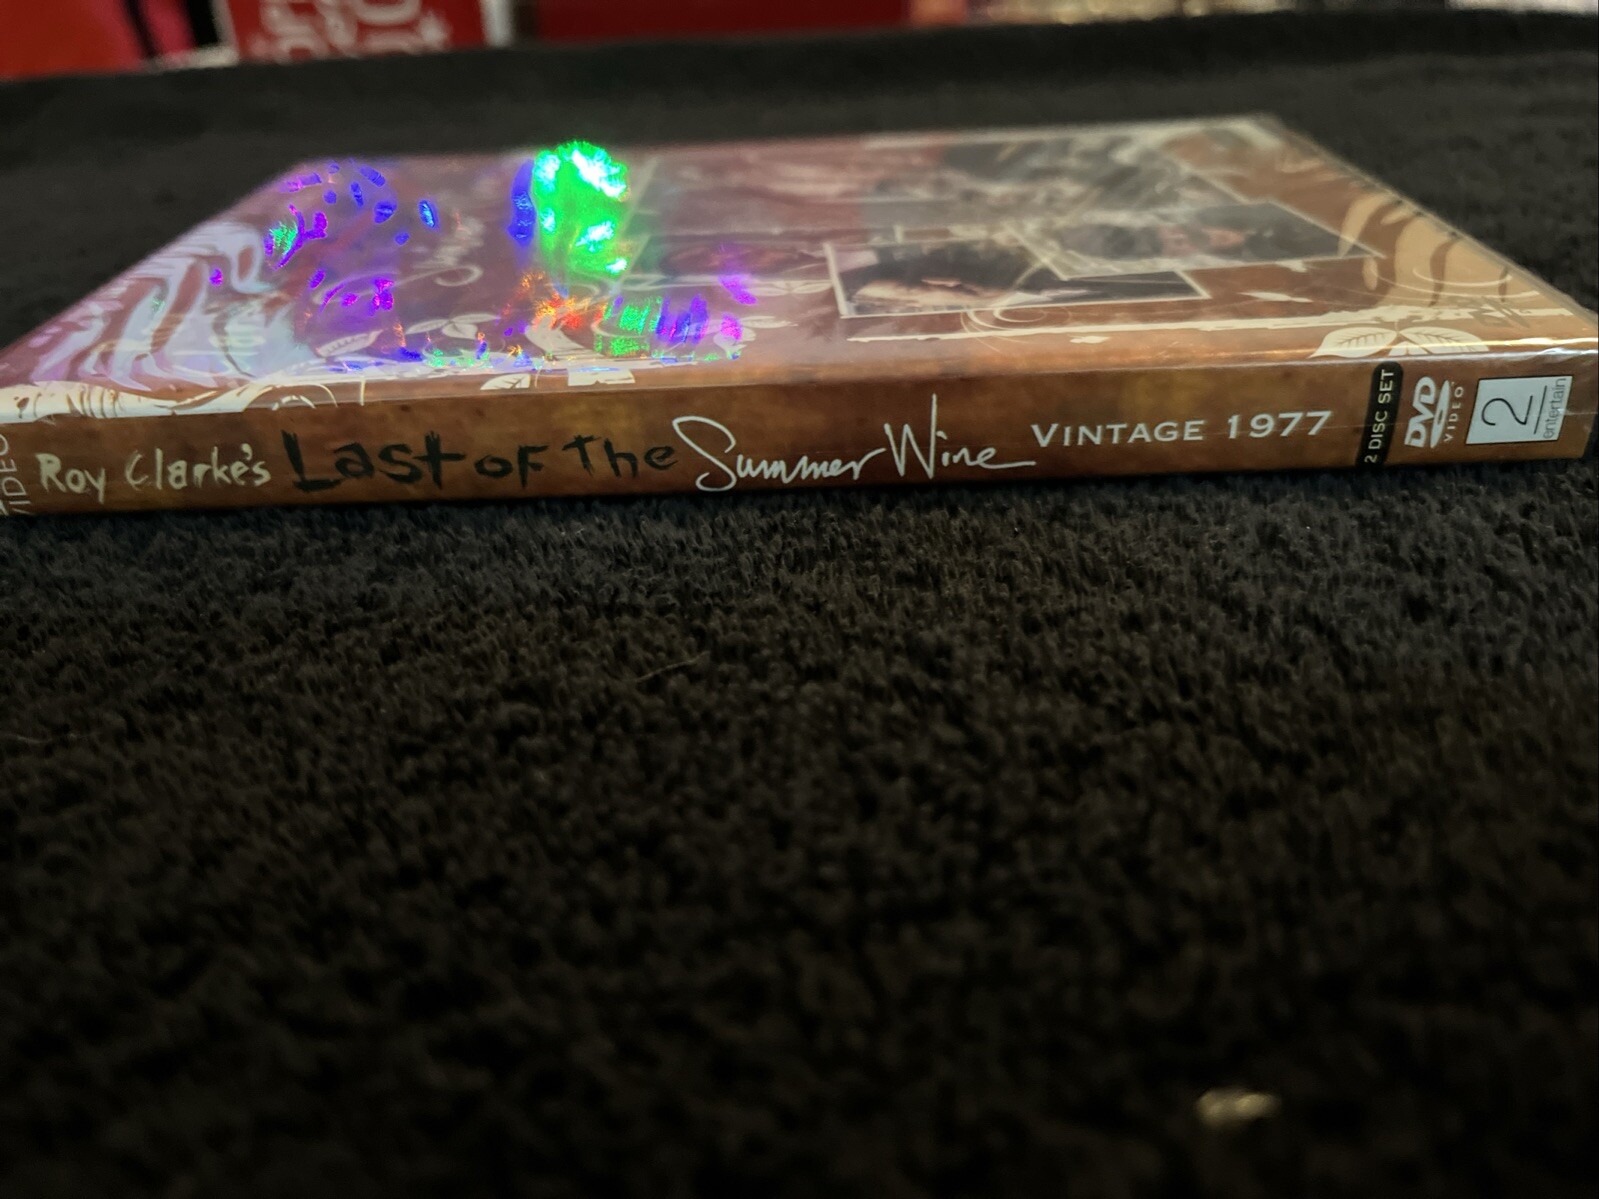 Roy Clarke's Last of The Summer Wine VINTAGE 1977
2 DISC SET
DVD
VIDEO
2
entertain
VIDEO